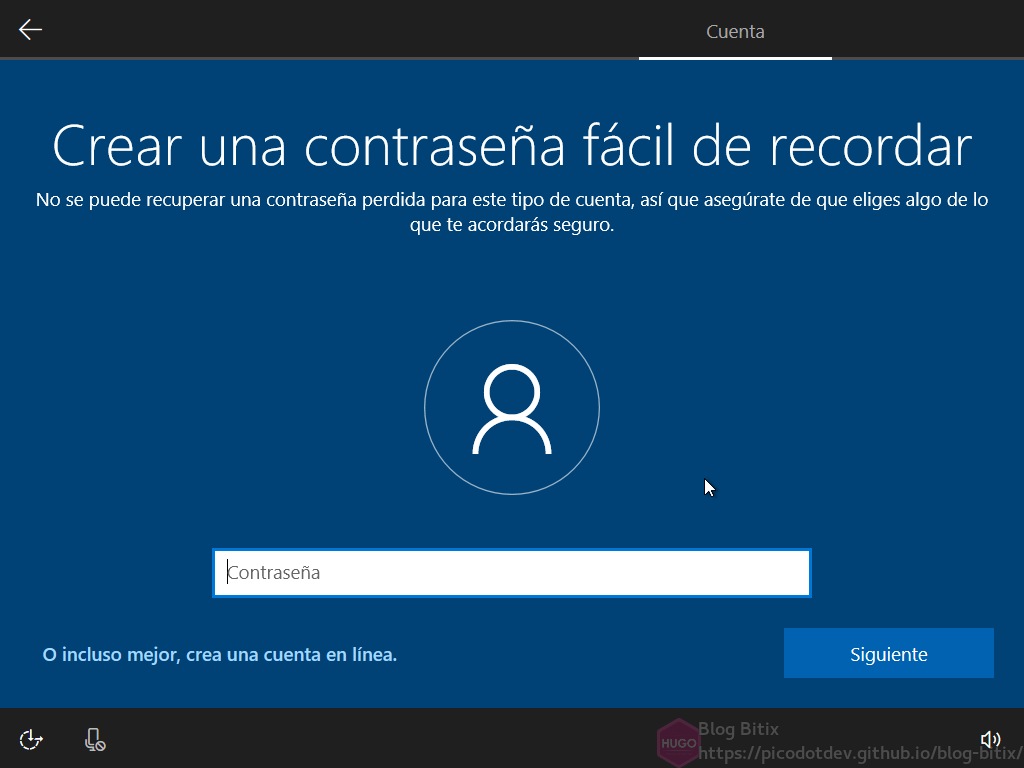 Cuenta
Crear una contraseña fácil de recordar
No se puede recuperar una contraseña perdida para este tipo de cuenta, así que asegúrate de que eliges algo de lo
que te acordarás seguro.
Contraseña
O incluso mejor, crea una cuenta en línea.
Siguiente
Blog Bitix
HUGO
https://picodotdev.github.io/blog-bitix/